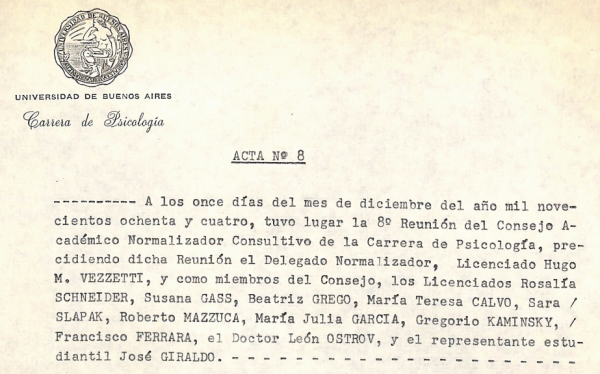 UNIVERSIDAD DE BUENOS AIRES
Carrera de Psicología
ACTA Nº 8
---------- A los once días del mes de diciembre del año mil nove-
cientos ochenta y cuatro, tuvo lugar la 8º Reunión del Consejo A-
cadémico Normalizador Consultivo de la Carrera de Psicología, pre-
cidiendo dicha Reunión el Delegado Normalizador, Licenciado Hugo
M. VEZZETTI, y como miembros del Consejo, los Licenciados Rosalía
SCHNEIDER, Susana GASS, Beatriz GREGO, María Teresa CALVO, Sara /
SLAPAK, Roberto MAZZUCA, María Julia GARCIA, Gregorio KAMINSKY, /
Francisco FERRARA, el Doctor León OSTROV, y el representante estu-
diantil José GIRALDO. - - - - - - - - - - - - - - - - - - - - - -